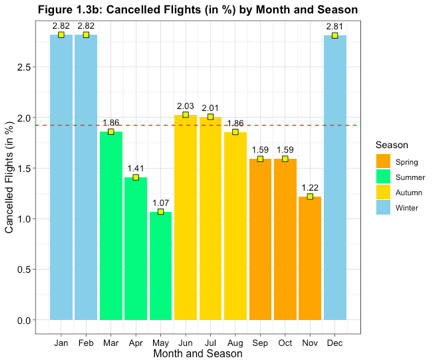 Figure 1.3b: Cancelled Flights (in %) by Month and Season
2.82 2.82 1.86 1.41 1.07 2.03 2.01 1.86 1.59 1.59 1.22 2.81
Cancelled Flights (in %)
2.5
2.0
1.5
1.0
0.5
0.0
Jan Feb Mar Apr May Jun Jul Aug Sep Oct Nov Dec
Month and Season
Season
Spring
Summer
Autumn
Winter